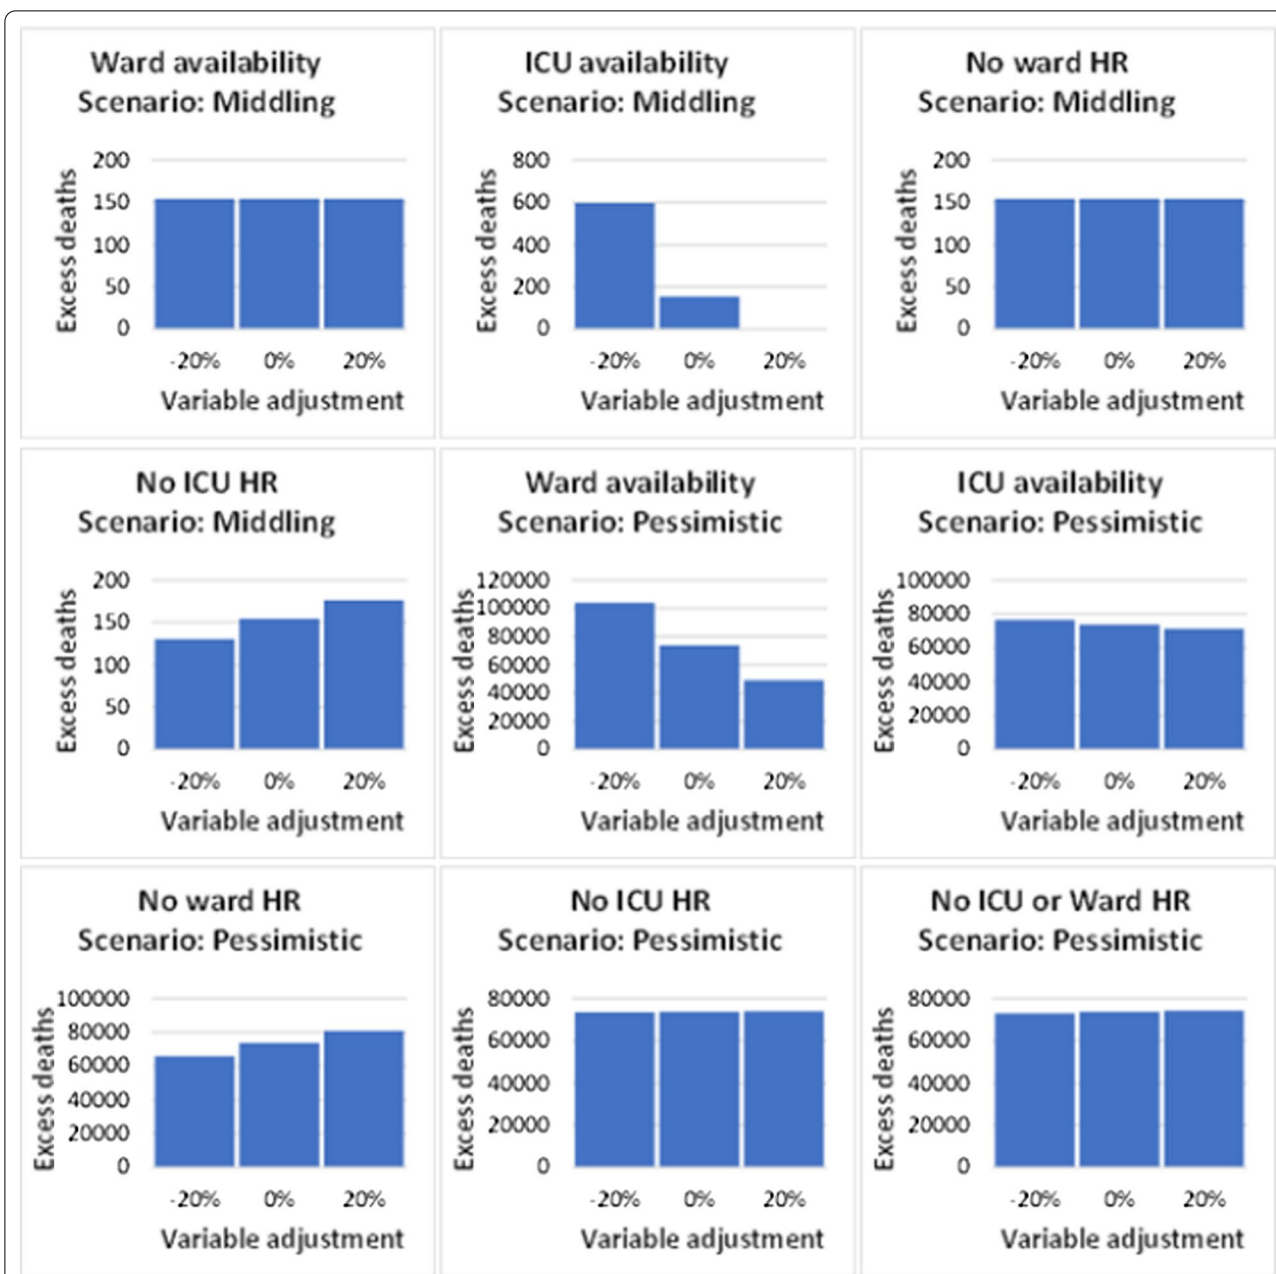 Ward availability
Scenario: Middling
200
150
100
50
0
Excess deaths
-20% 0% 20%
Variable adjustment
ICU availability
Scenario: Middling
800
600
400
200
0
Excess deaths
-20% 0% 20%
Variable adjustment
No ward HR
Scenario: Middling
200
150
100
50
0
Excess deaths
-20% 0% 20%
Variable adjustment
No ICU HR
Scenario: Middling
200
150
100
50
0
Excess deaths
-20% 0% 20%
Variable adjustment
Ward availability
Scenario: Pessimistic
120000
100000
80000
60000
40000
20000
0
Excess deaths
-20% 0% 20%
Variable adjustment
ICU availability
Scenario: Pessimistic
100000
80000
60000
40000
20000
0
Excess deaths
-20% 0% 20%
Variable adjustment
No ward HR
Scenario: Pessimistic
100000
80000
60000
40000
20000
0
Excess deaths
-20% 0% 20%
Variable adjustment
No ICU HR
Scenario: Pessimistic
80000
60000
40000
20000
0
Excess deaths
-20% 0% 20%
Variable adjustment
No ICU or Ward HR
Scenario: Pessimistic
80000
60000
40000
20000
0
Excess deaths
-20% 0% 20%
Variable adjustment